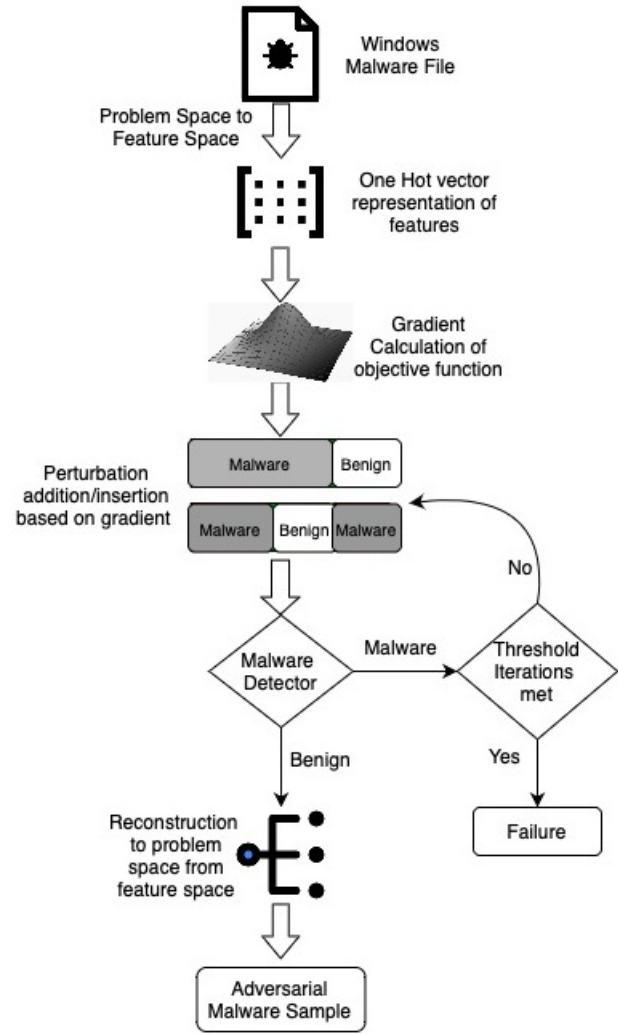 Windows
Malware File
Problem Space to
Feature Space
One Hot vector
representation of
features
Gradient
Calculation of
objective function
Perturbation
addition/insertion
based on gradient
Malware
Benign
Malware
Benign
Malware
No
Malware
Detector
Malware
Threshold
Iterations
met
Benign
Yes
Failure
Reconstruction
to problem
space from
feature space
Adversarial
Malware Sample